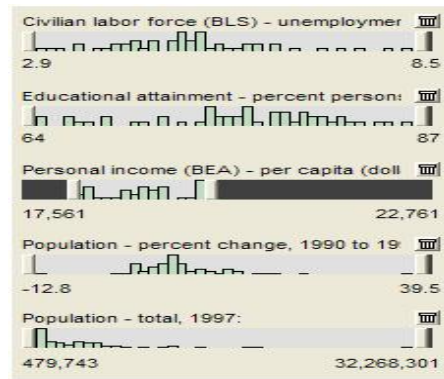 Civilian labor force (BLS) - unemploymer
2.9 8.5
Educational attainment - percent persons
64 87
Personal income (BEA) - per capita (doll
17,561 22,761
Population - percent change, 1990 to 19
-12.8 39.5
Population - total, 1997:
479,743 32,268,301